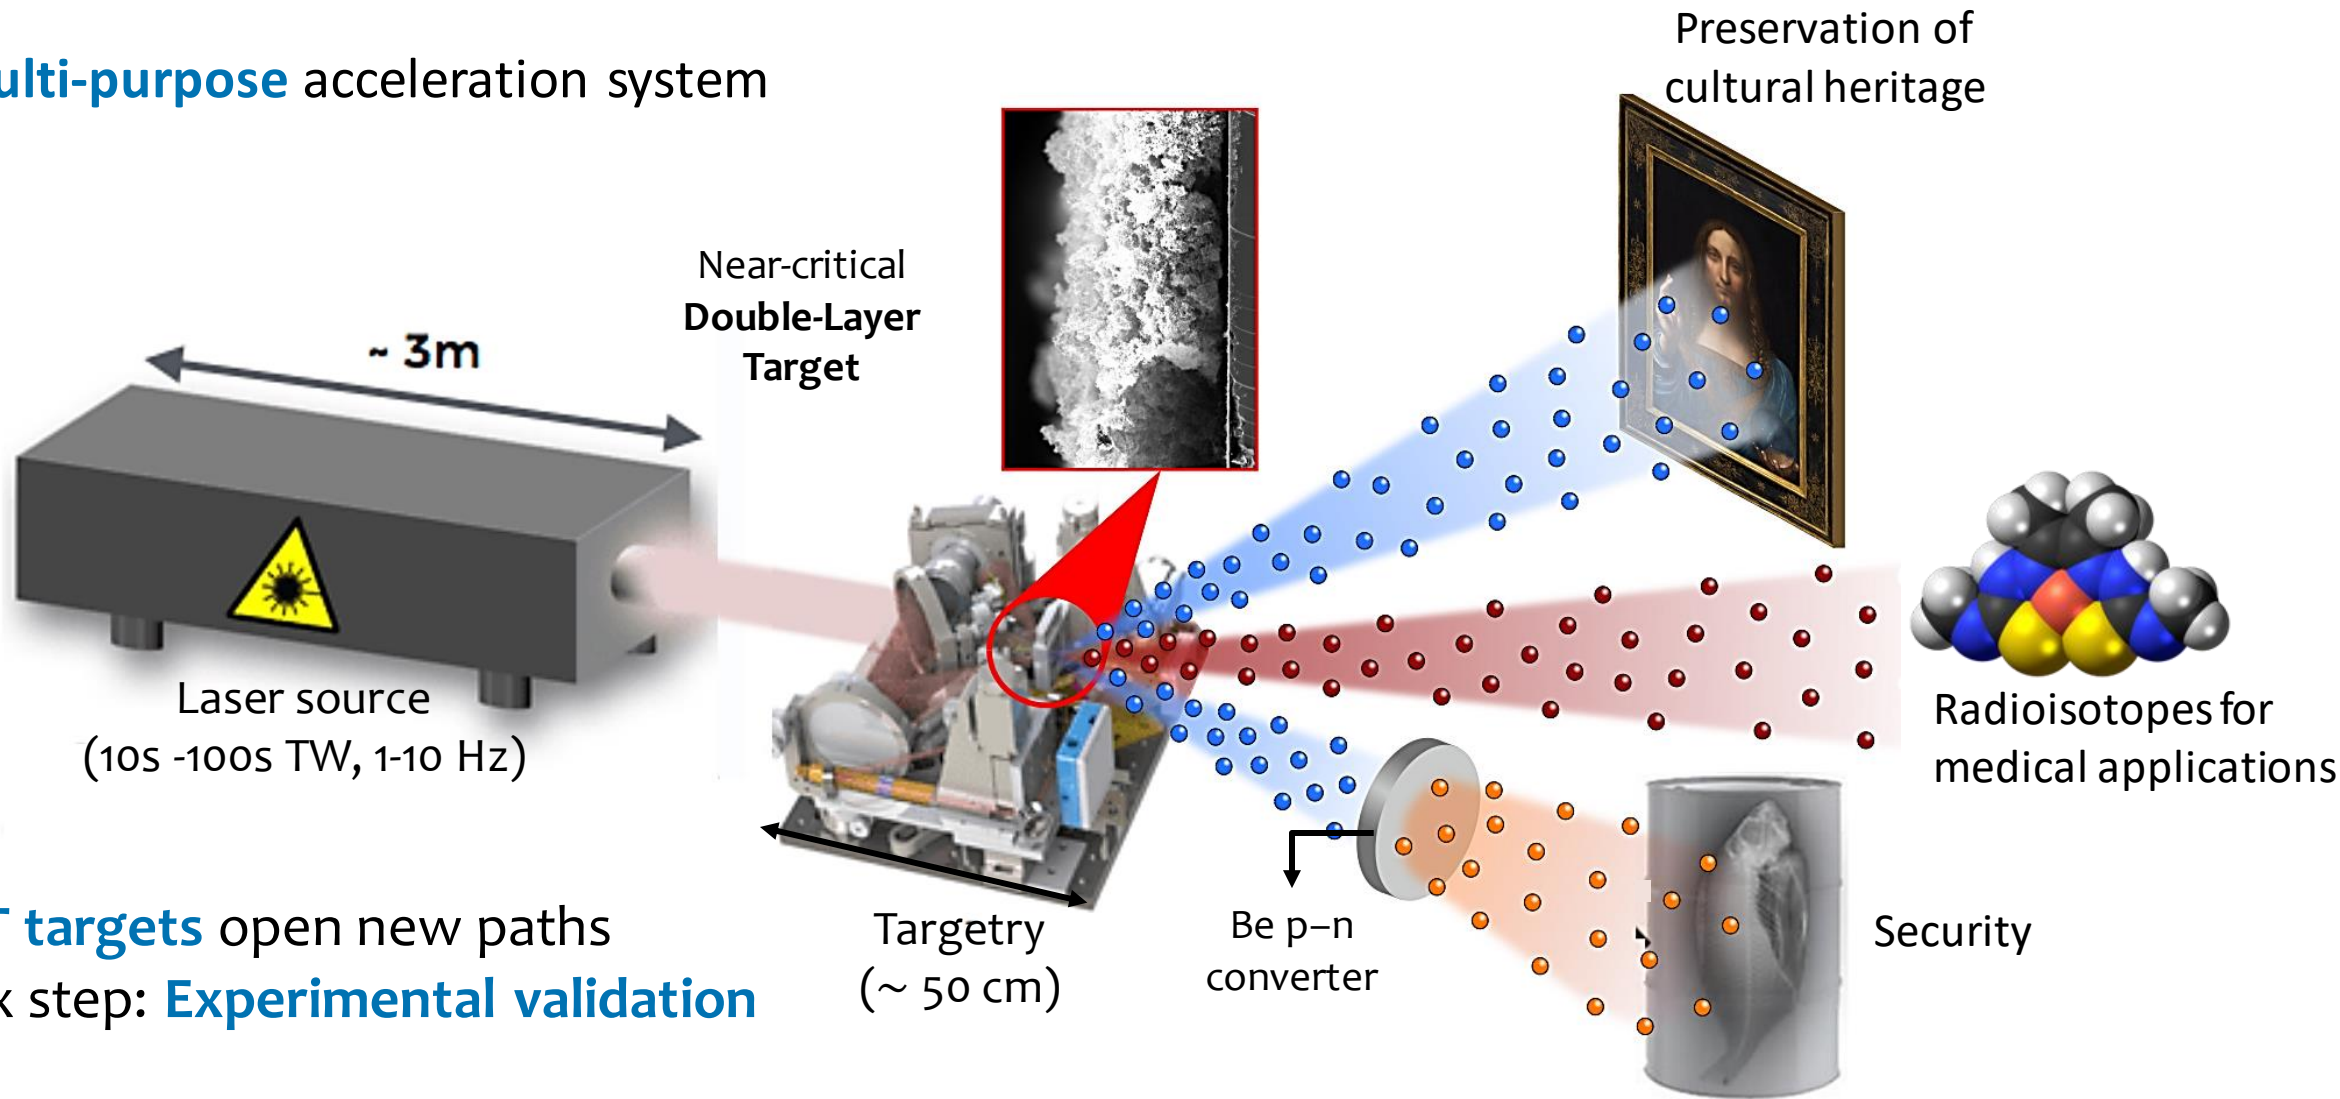 ulti-purpose acceleration system
Preservation of
cultural heritage
Near-critical
Double-Layer
Target
~ 3m
Laser source
(10s -100s TW, 1-10 Hz)
Radioisotopes for
medical applications
targets open new paths
step: Experimental validation
Targetry
(~ 50 cm)
Be p–n
converter
Security